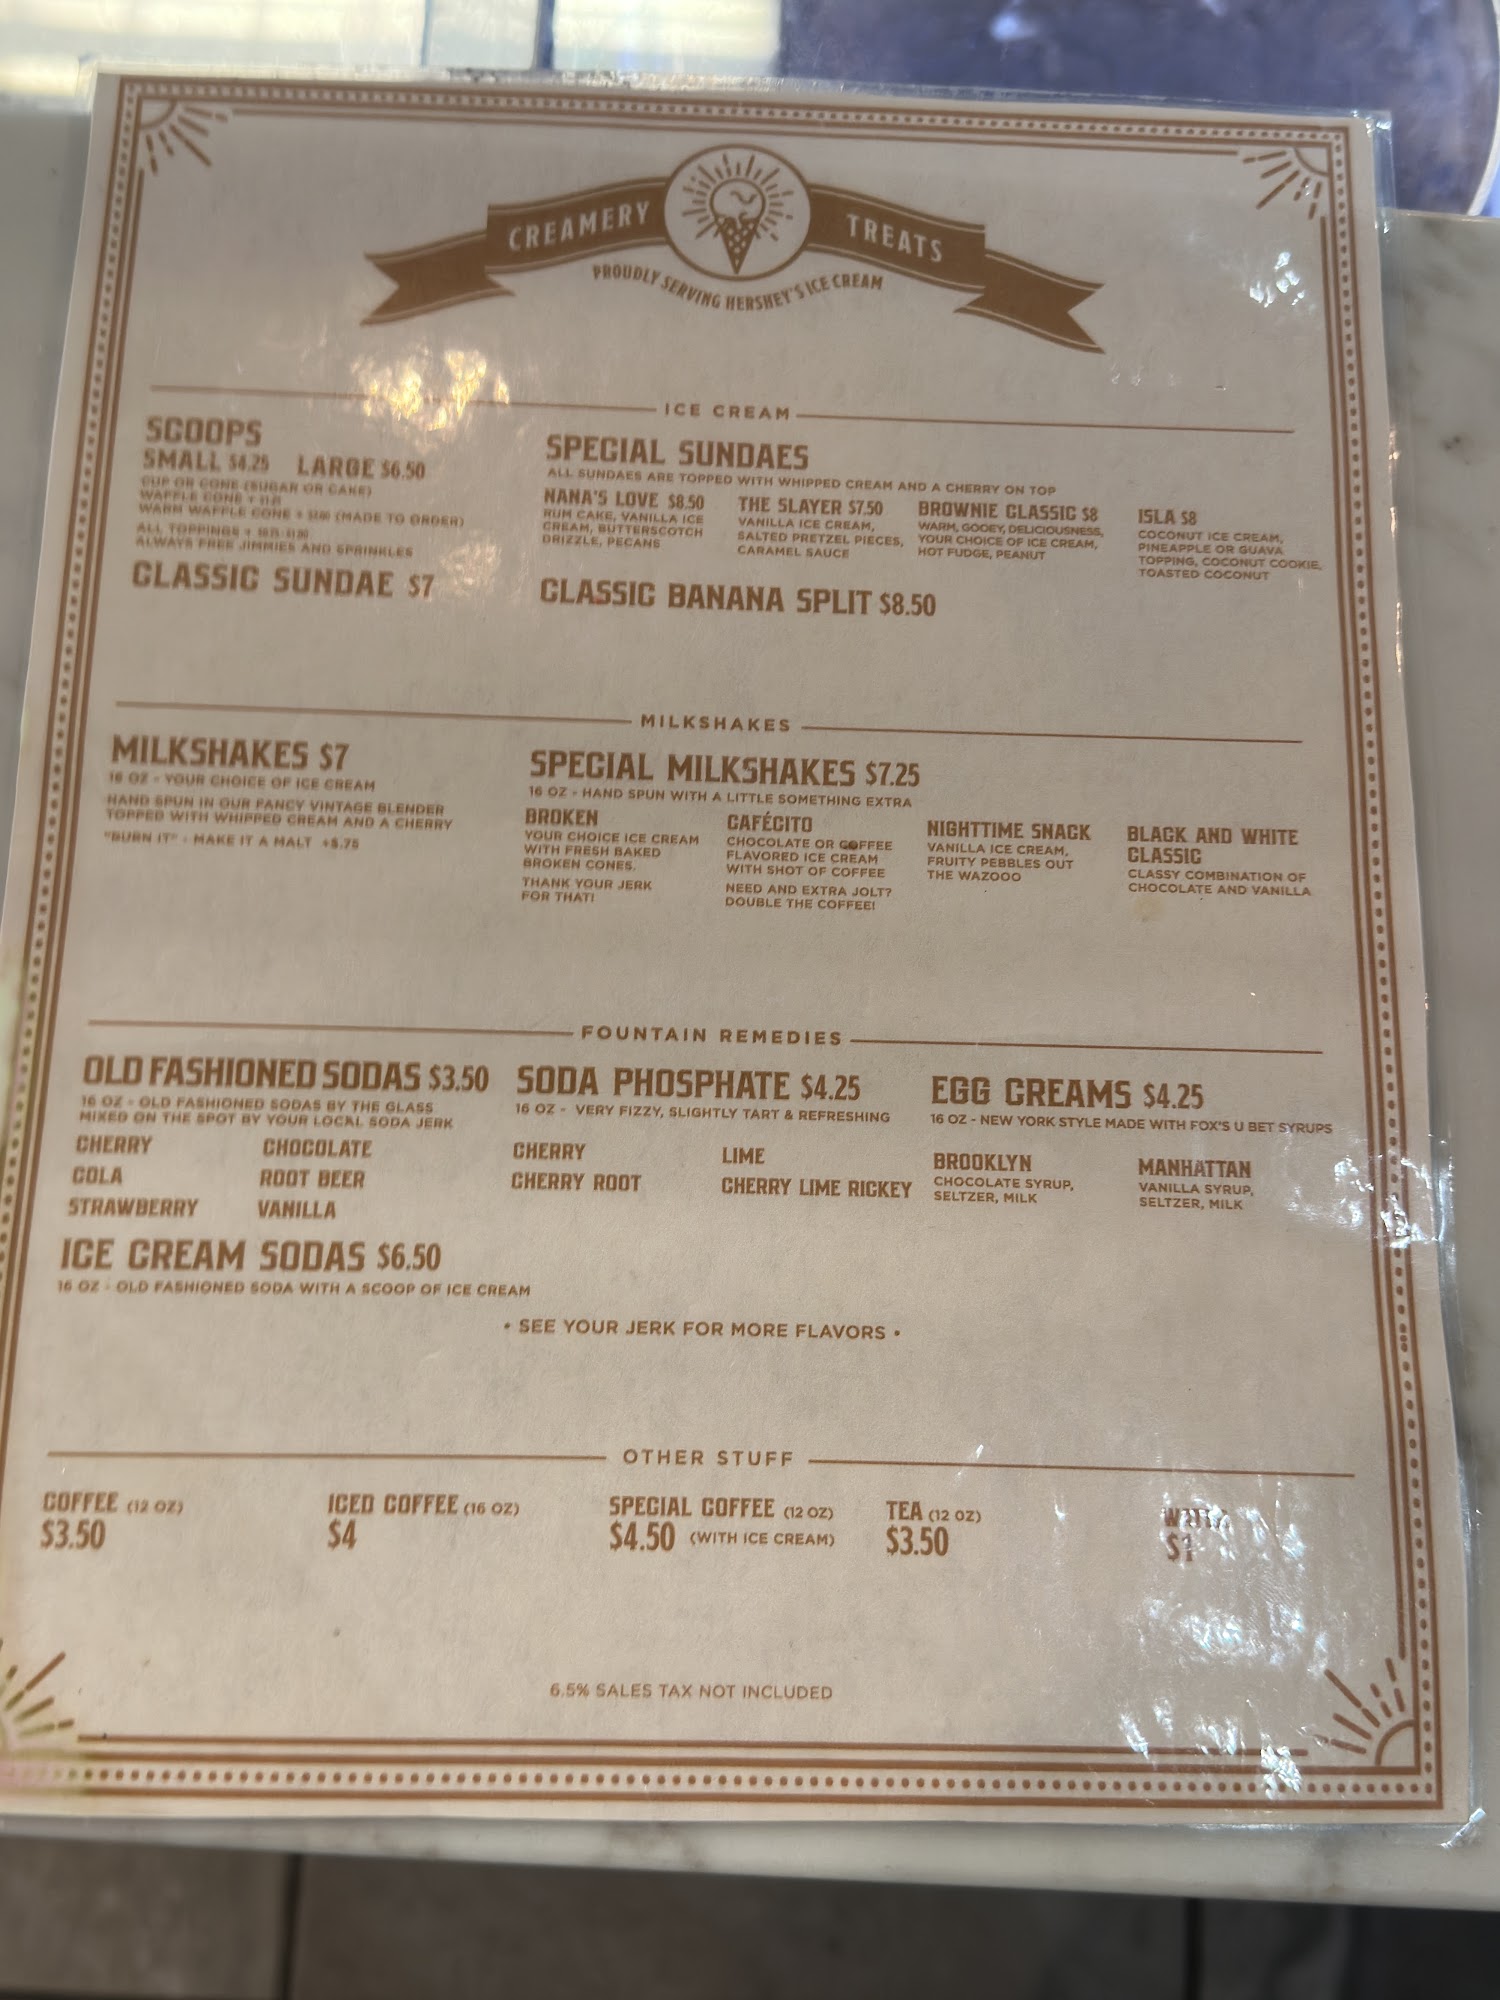 CREAMERY TREATS
PROUDLY SERVING HERSHEY'S ICE CREAM
ICE CREAM
SCOOPS
SMALL $4.25 LARGE $6.50
CUP OR CONE (SUGAR OR CAKE)
WAFFLE CONE +
WARM WAFFLE CONE + (MADE TO ORDER)
ALL TOPPINGS +
ALWAYS FREE JIMMIES AND SPRINKLES
CLASSIC SUNDAE $7
SPECIAL SUNDAES
ALL SUNDAES ARE TOPPED WITH WHIPPED CREAM AND A CHERRY ON TOP
NANA'S LOVE $8.50
RUM CAKE, VANILLA ICE
CREAM, BUTTERSCOTCH
DRIZZLE, PECANS
THE SLAYER $7.50
VANILLA ICE CREAM,
SALTED PRETZEL PIECES,
CARAMEL SAUCE
BROWNIE CLASSIC $8
WARM, GOOEY, DELICIOUSNESS,
YOUR CHOICE OF ICE CREAM,
HOT FUDGE, PEANUT
ISLA $8
COCONUT ICE CREAM,
PINEAPPLE OR GUAVA
TOPPING, COCONUT COOKIE,
TOASTED COCONUT
CLASSIC BANANA SPLIT $8.50
MILKSHAKES
MILKSHAKES $7
16 OZ - YOUR CHOICE OF ICE CREAM
HAND SPUN IN OUR FANCY VINTAGE BLENDER
TOPPED WITH WHIPPED CREAM AND A CHERRY
"BURN IT" - MAKE IT A MALT +$.75
SPECIAL MILKSHAKES $7.25
16 OZ - HAND SPUN WITH A LITTLE SOMETHING EXTRA
BROKEN
YOUR CHOICE ICE CREAM
WITH FRESH BAKED
BROKEN CONES.
THANK YOUR JERK
FOR THAT!
CAFÉCITO
CHOCOLATE OR COFFEE
FLAVORED ICE CREAM
WITH SHOT OF COFFEE
NEED AND EXTRA JOLT?
DOUBLE THE COFFEE!
NIGHTTIME SNACK
VANILLA ICE CREAM,
FRUITY PEBBLES OUT
THE WAZOOO
BLACK AND WHITE
CLASSIC
CLASSY COMBINATION OF
CHOCOLATE AND VANILLA
FOUNTAIN REMEDIES
OLD FASHIONED SODAS $3.50
16 OZ - OLD FASHIONED SODAS BY THE GLASS
MIXED ON THE SPOT BY YOUR LOCAL SODA JERK
CHERRY CHOCOLATE
COLA ROOT BEER
STRAWBERRY VANILLA
SODA PHOSPHATE $4.25
16 OZ - VERY FIZZY, SLIGHTLY TART & REFRESHING
CHERRY LIME
CHERRY ROOT CHERRY LIME RICKEY
EGG CREAMS $4.25
16 OZ - NEW YORK STYLE MADE WITH FOX'S U BET SYRUPS
BROOKLYN
CHOCOLATE SYRUP,
SELTZER, MILK
MANHATTAN
VANILLA SYRUP,
SELTZER, MILK
ICE CREAM SODAS $6.50
16 OZ - OLD FASHIONED SODA WITH A SCOOP OF ICE CREAM
• SEE YOUR JERK FOR MORE FLAVORS •
OTHER STUFF
COFFEE (12 OZ)
$3.50
ICED COFFEE (16 OZ)
$4
SPECIAL COFFEE (12 OZ)
$4.50 (WITH ICE CREAM)
TEA (12 OZ)
$3.50
$1
6.5% SALES TAX NOT INCLUDED